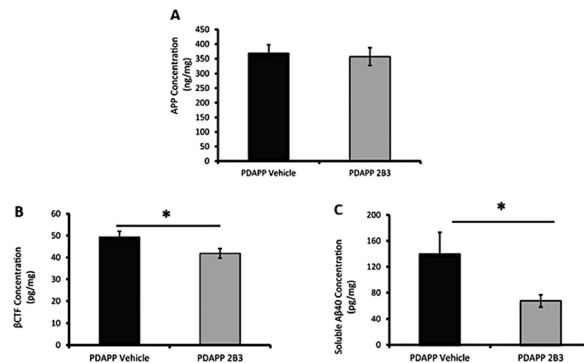 A
APP Concentration
(ng/mg)
450
400
350
300
250
200
150
100
50
0
PDAPP Vehicle
PDAPP 2B3
B
*
βCTF Concentration
(pg/mg)
60
50
40
30
20
10
0
PDAPP Vehicle
PDAPP 2B3
C
*
Soluble Aβ40 Concentration
(pg/mg)
200
160
120
80
40
0
PDAPP Vehicle
PDAPP 2B3